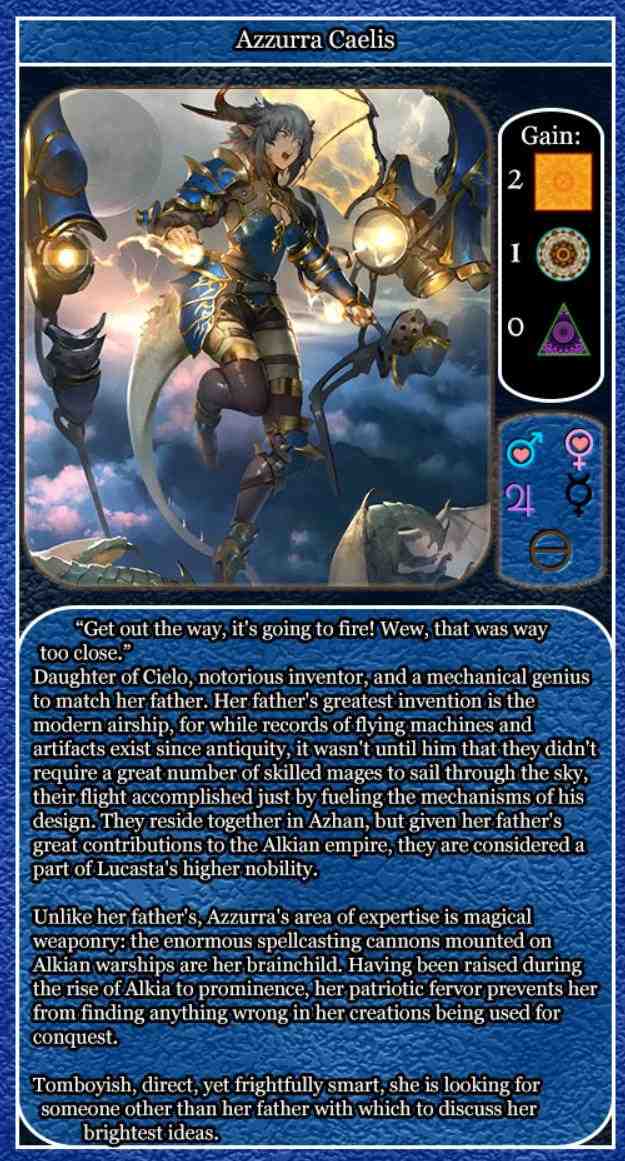 Azzurra Caelis
Gain:
2
1
0
“Get out the way, it's going to fire! Wew, that was way
too close.”
Daughter of Cielo, notorious inventor, and a mechanical genius
to match her father. Her father's greatest invention is the
modern airship, for while records of flying machines and
artifacts exist since antiquity, it wasn't until him that they didn't
require a great number of skilled mages to sail through the sky,
their flight accomplished just by fueling the mechanisms of his
design. They reside together in Azhan, but given her father's
great contributions to the Alkian empire, they are considered a
part of Lucasta's higher nobility.
Unlike her father's, Azzurra's area of expertise is magical
weaponry: the enormous spellcasting cannons mounted on
Alkian warships are her brainchild. Having been raised during
the rise of Alkia to prominence, her patriotic fervor prevents her
from finding anything wrong in her creations being used for
conquest.
Tomboyish, direct, yet frightfully smart, she is looking for
someone other than her father with which to discuss her
brightest ideas.